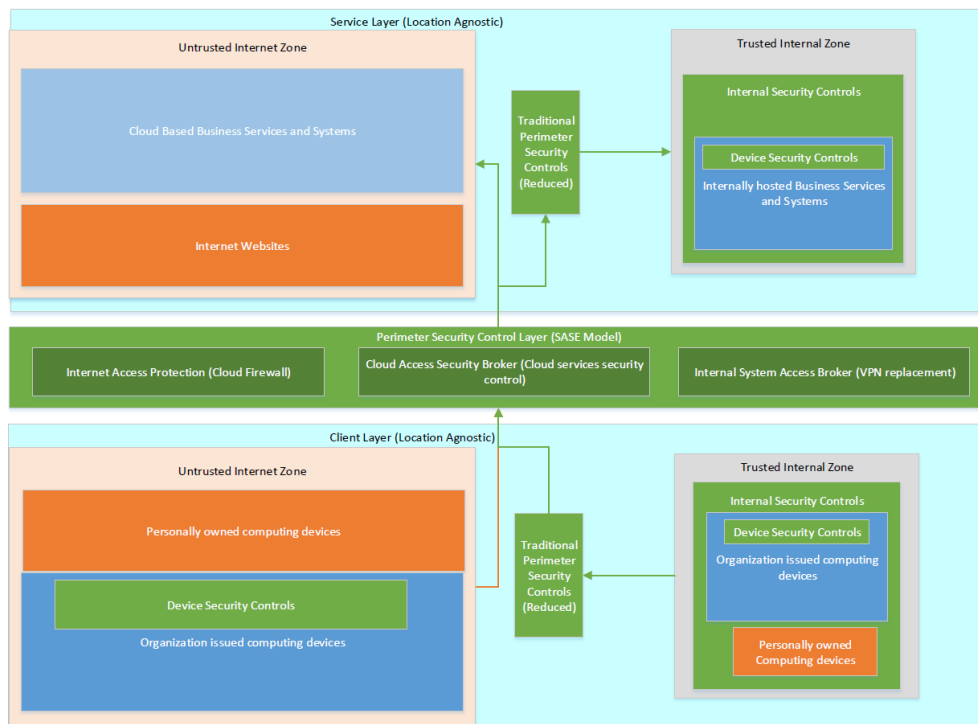 Service Layer (Location Agnostic)
Untrusted Internet Zone
Cloud Based Business Services and Systems
Internet Websites
Traditional
Perimeter
Security
Controls
(Reduced)
Trusted Internal Zone
Internal Security Controls
Device Security Controls
Internally hosted Business Services
and Systems
Perimeter Security Control Layer (SASE Model)
Internet Access Protection (Cloud Firewall)
Cloud Access Security Broker (Cloud services security
control)
Internal System Access Broker (VPN replacement)
Client Layer (Location Agnostic)
Untrusted Internet Zone
Personally owned computing devices
Device Security Controls
Organization issued computing devices
Traditional
Perimeter
Security
Controls
(Reduced)
Trusted Internal Zone
Internal Security Controls
Device Security Controls
Organization issued computing
devices
Personally owned
Computing devices